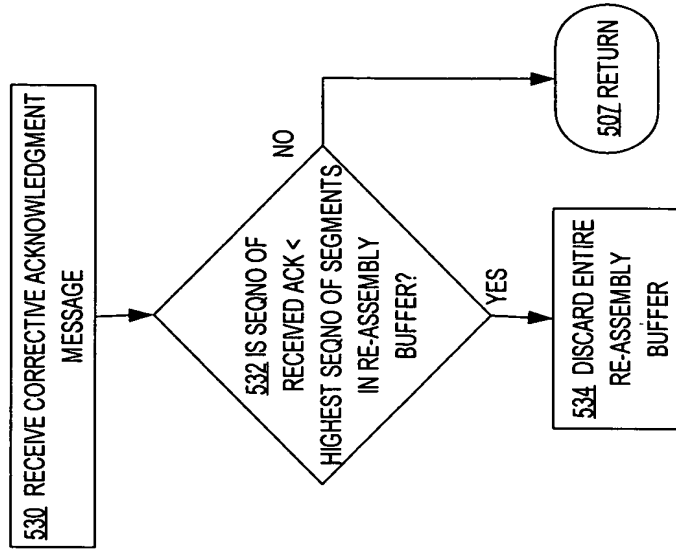 530 RECEIVE CORRECTIVE ACKNOWLEDGMENT
MESSAGE
532 IS SEQNO OF
RECEIVED ACK <
HIGHEST SEQNO OF SEGMENTS
IN RE-ASSEMBLY
BUFFER?
NO
YES
507 RETURN
534 DISCARD ENTIRE
RE-ASSEMBLY
BUFFER